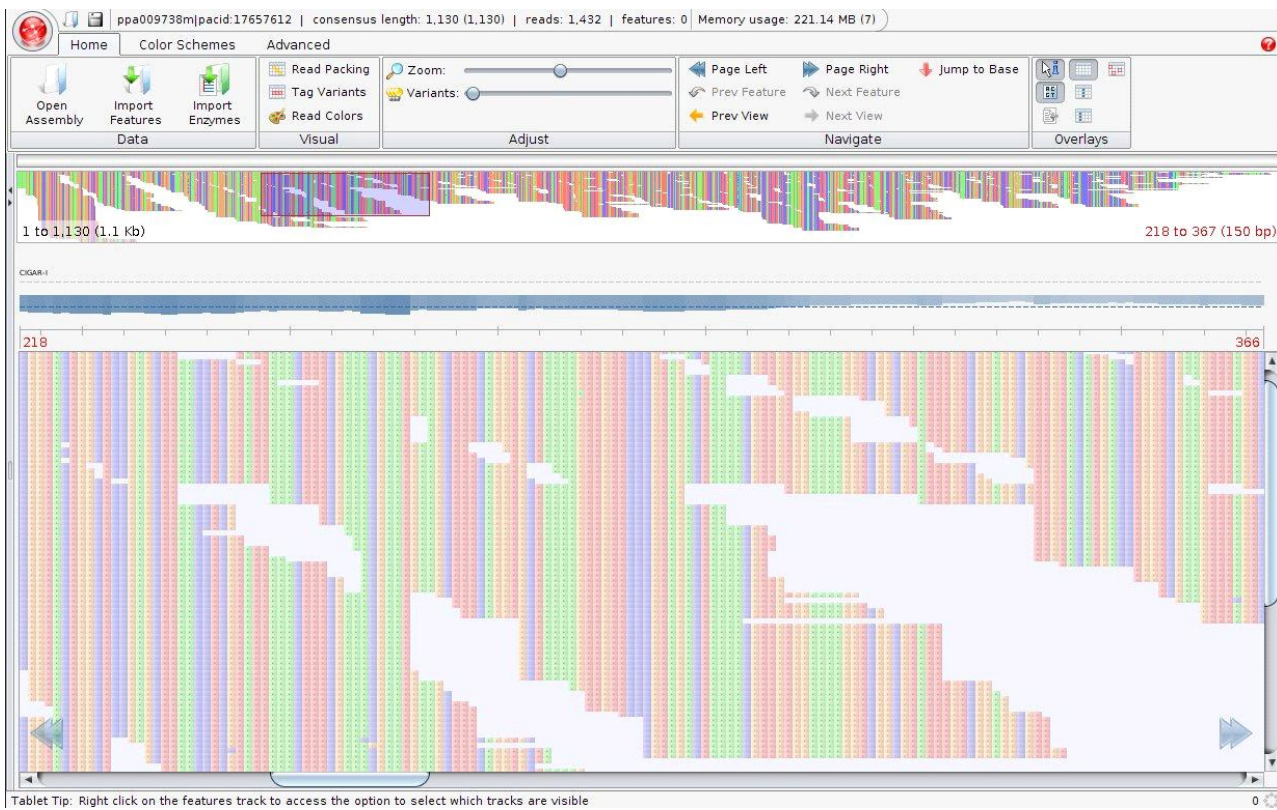 ppa009738m|pacid:17657612 | consensus length: 1,130 (1,130) | reads: 1,432 | features: 0 Memory usage: 221.14 MB (7)
Home Color Schemes Advanced
Open Assembly
Import Features
Import Enzymes
Data
Read Packing
Tag Variants
Read Colors
Visual
Zoom:
Variants:
Adjust
Page Left Page Right Jump to Base
Prev Feature Next Feature
Prev View Next View
Navigate
Overlays
1 to 1,130 (1.1 Kb)
218 to 367 (150 bp)
CIGAR-I
218
366
Tablet Tip: Right click on the features track to access the option to select which tracks are visible
0